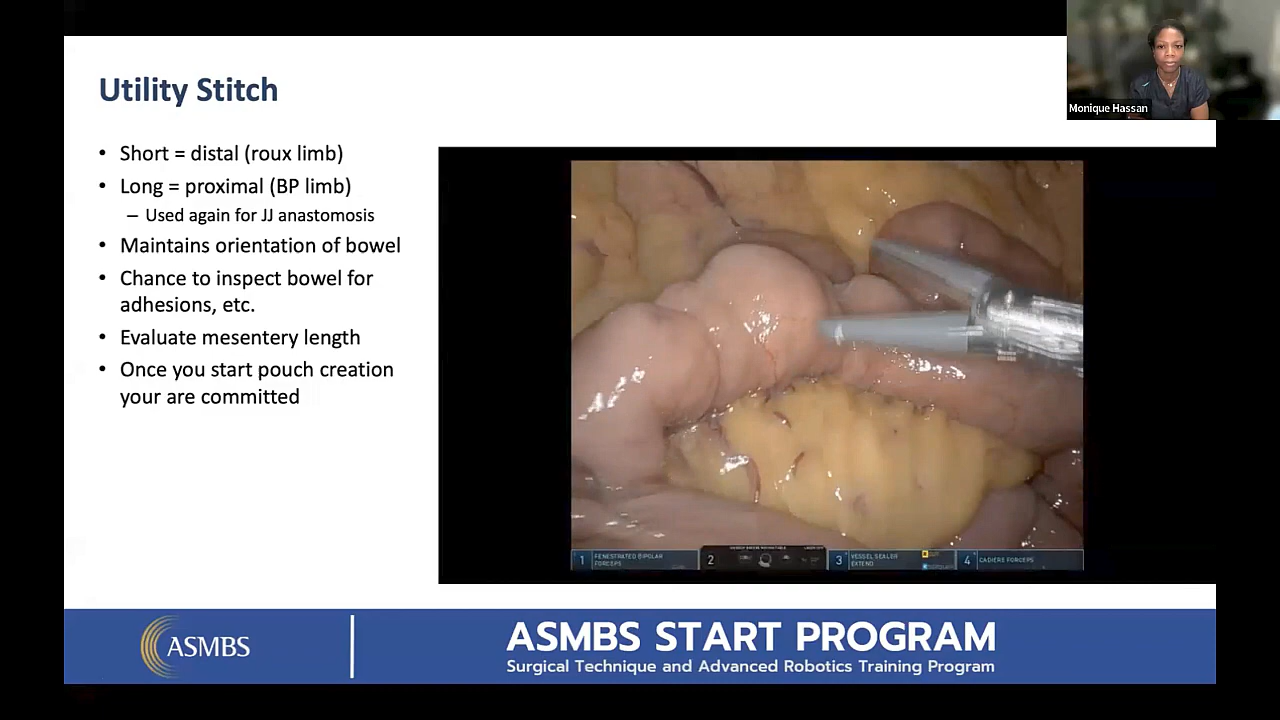 Monique Hassan
Utility Stitch
• Short = distal (roux limb)
• Long = proximal (BP limb)
– Used again for JJ anastomosis
• Maintains orientation of bowel
• Chance to inspect bowel for
adhesions, etc.
• Evaluate mesentery length
• Once you start pouch creation
your are committed
1 FENESTRATED BIPOLAR
FORCEPS
2
3 VESSEL SEALER
EXTEND
4 CADIERE FORCEPS
ASMBS
ASMBS START PROGRAM
Surgical Technique and Advanced Robotics Training Program